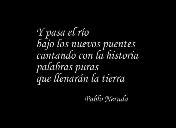 Y pasa el río
bajo los nuevos puentes
cantando con la historia
palabras puras
que llenarán la tierra
Pablo Neruda